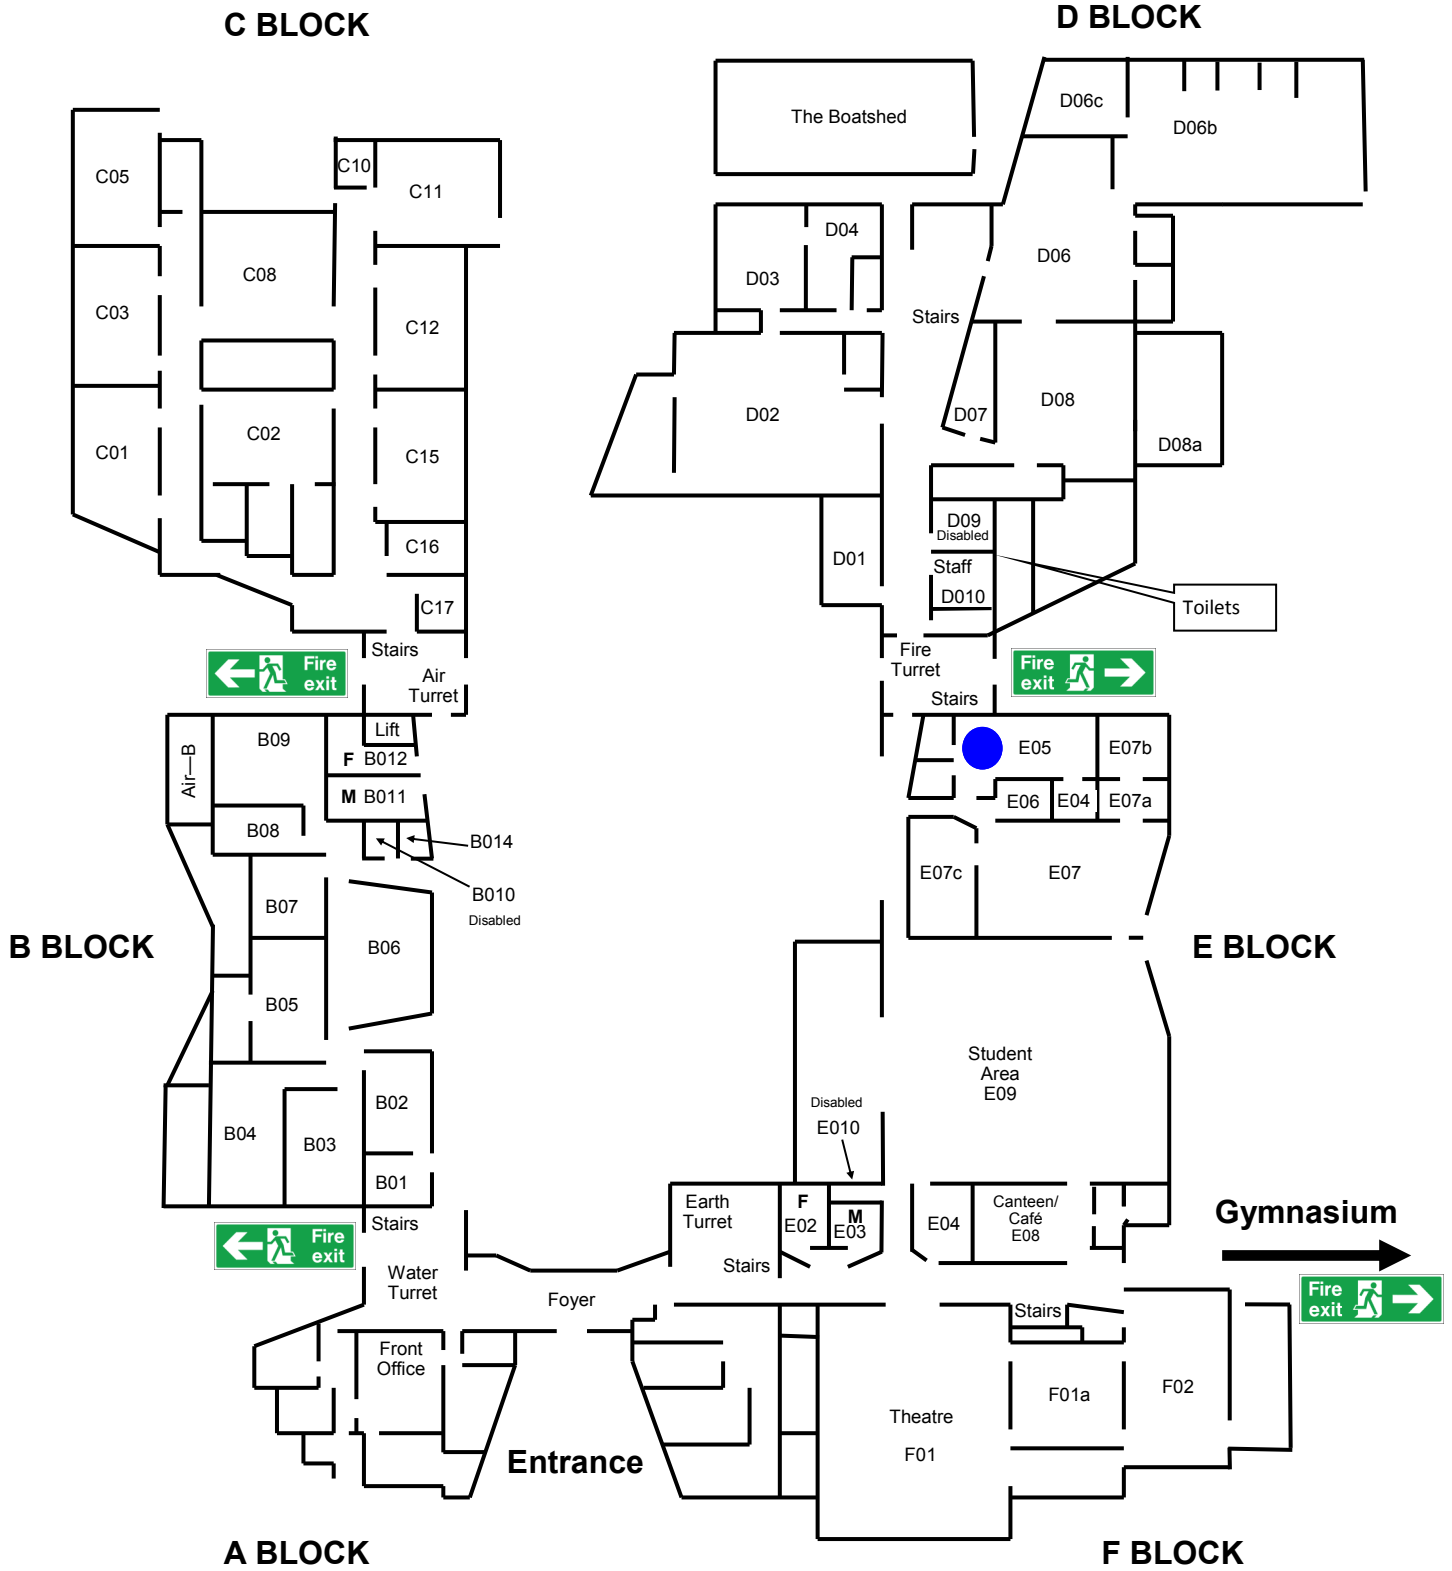 C BLOCK
D BLOCK
The Boatshed
D06c
D06b
C05
C10
C11
D04
D03
D06
C08
C03
C12
Stairs
C01
C02
C15
D02
D07
D08
D08a
C16
C17
D01
D09
Disabled
Staff
D010
Toilets
Stairs
Air
Turret
Fire
exit
Fire
Turret
Stairs
Fire
exit
Lift
B09
Air—B
F B012
M B011
B08
B014
B010
Disabled
B07
B06
B05
B BLOCK
E05
E07b
E06
E04
E07a
E07c
E07
E BLOCK
Student
Area
E09
Disabled
E010
B02
B04
B03
B01
Stairs
Fire
exit
Water
Turret
Earth
Turret
Stairs
F
E02
M
E03
E04
Canteen/
Café
E08
Gymnasium
Fire
exit
Foyer
Stairs
Front
Office
F01a
F02
Theatre
F01
Entrance
A BLOCK
F BLOCK